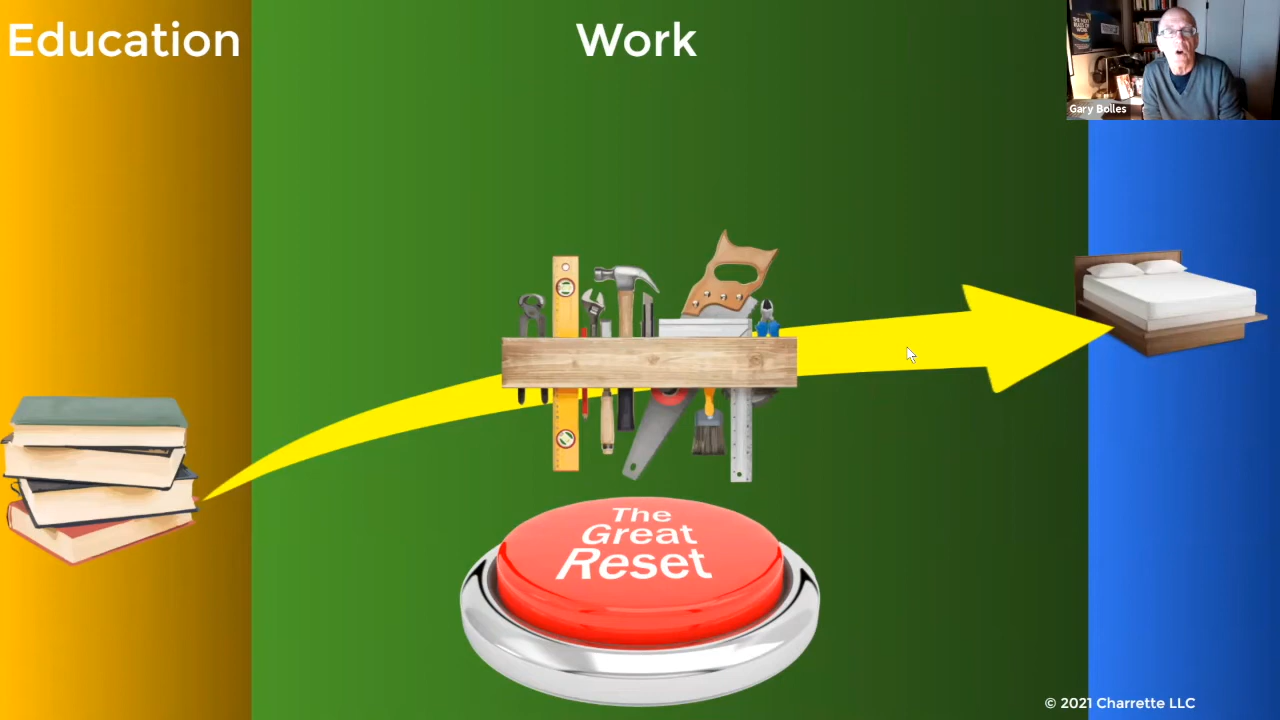 Education
Work
Gary Bolles
The
Great
Reset
© 2021 Charrette LLC